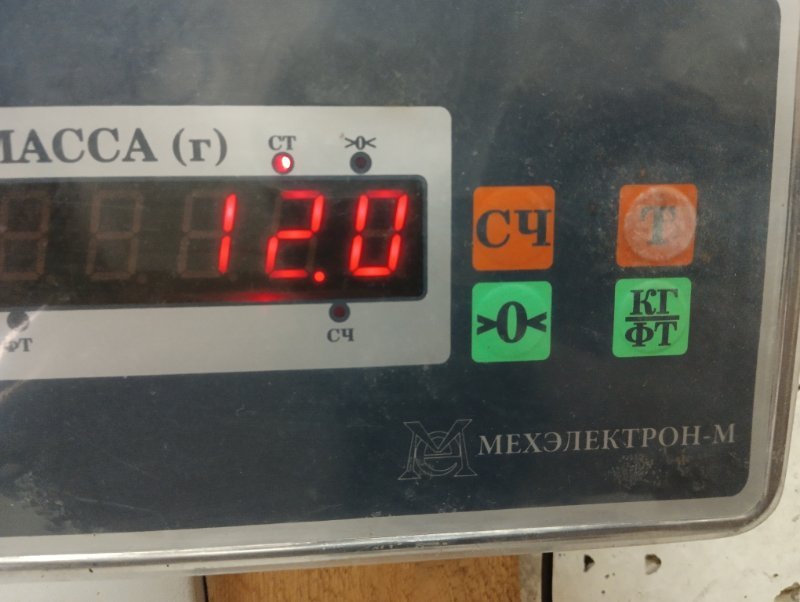 МАССА (г)
СТ
>0<
12.0
ФТ
СЧ
СЧ
Т
>0<
КГ
ФТ
МЕХЭЛЕКТРОН-М